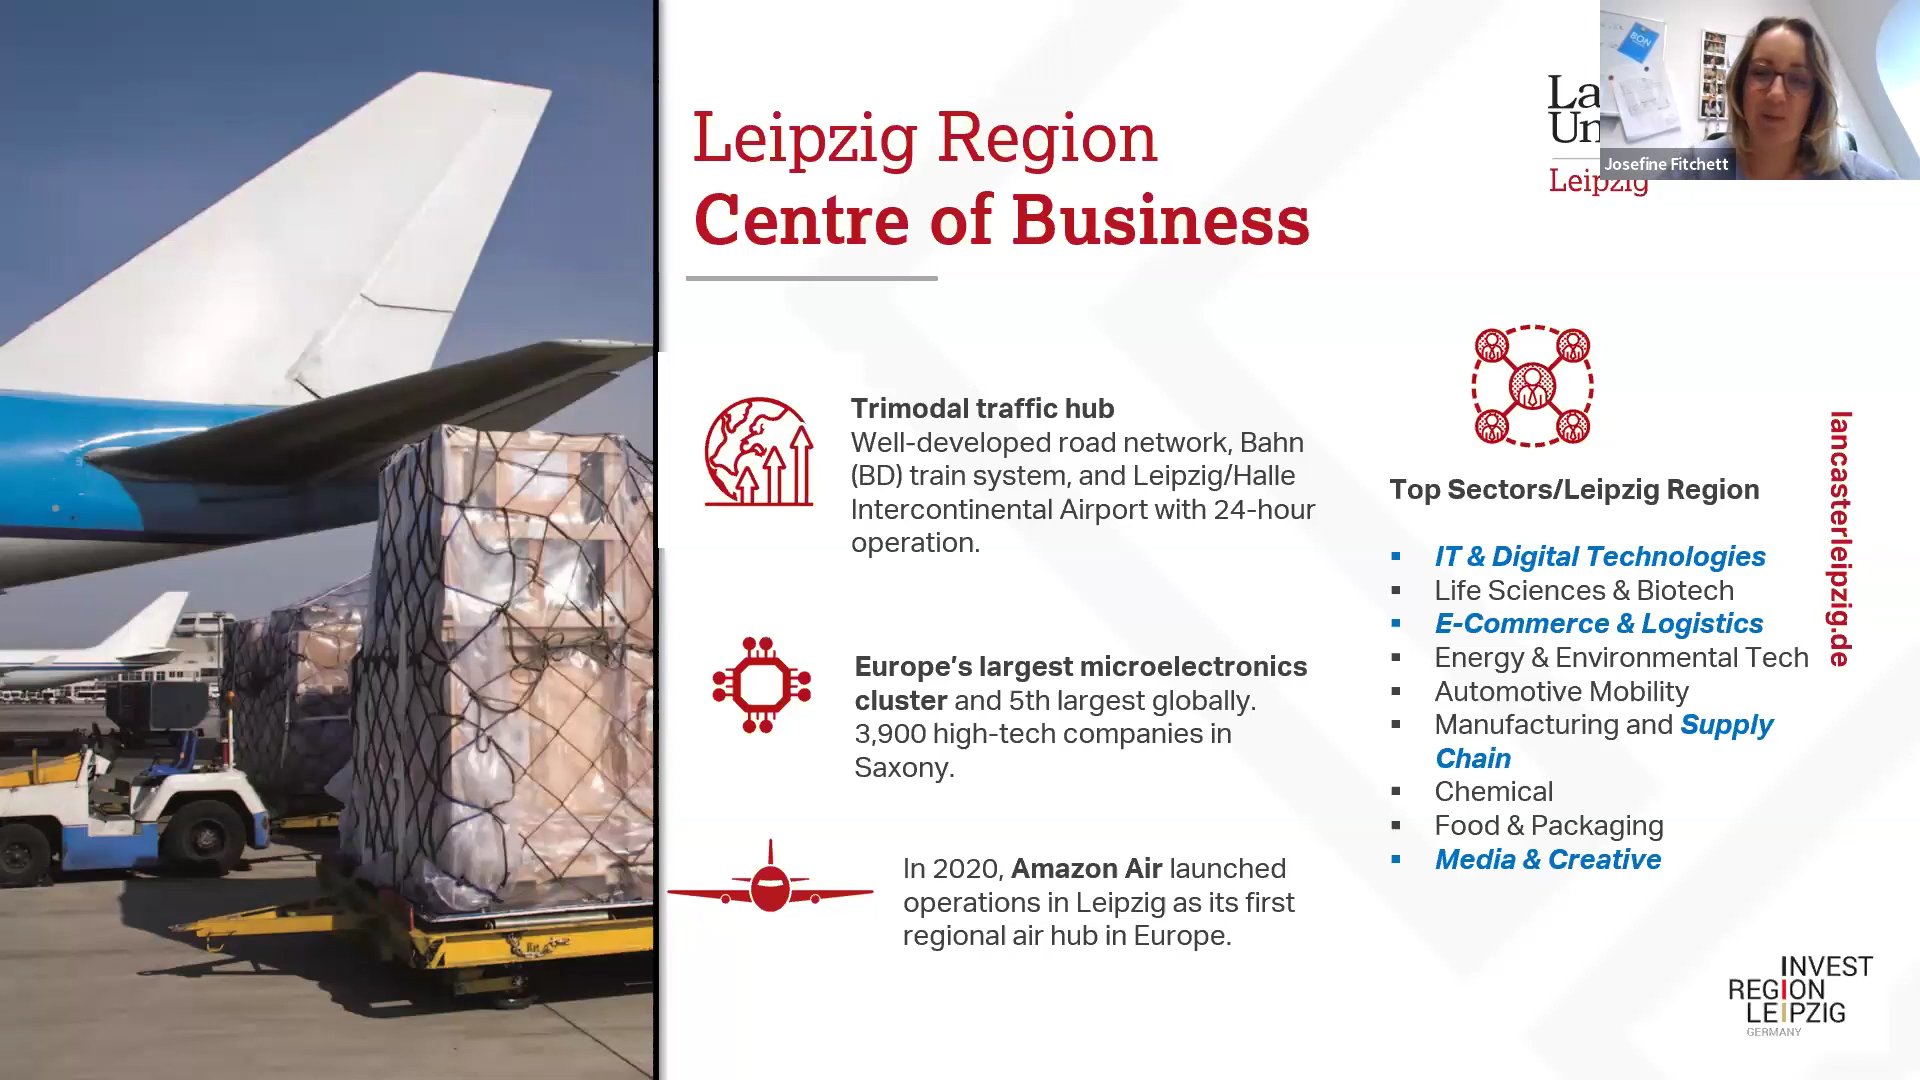 Leipzig Region
Centre of Business
La
Un
Leipzig
BON
Josefine Fitchett
Trimodal traffic hub
Well-developed road network, Bahn
(BD) train system, and Leipzig/Halle
Intercontinental Airport with 24-hour
operation.
Europe’s largest microelectronics
cluster and 5th largest globally.
3,900 high-tech companies in
Saxony.
In 2020, Amazon Air launched
operations in Leipzig as its first
regional air hub in Europe.
Top Sectors/Leipzig Region
▪ IT & Digital Technologies
▪ Life Sciences & Biotech
▪ E-Commerce & Logistics
▪ Energy & Environmental Tech
▪ Automotive Mobility
▪ Manufacturing and Supply
Chain
▪ Chemical
▪ Food & Packaging
▪ Media & Creative
lancasterleipzig.de
INVEST
REGION
LEIPZIG
GERMANY